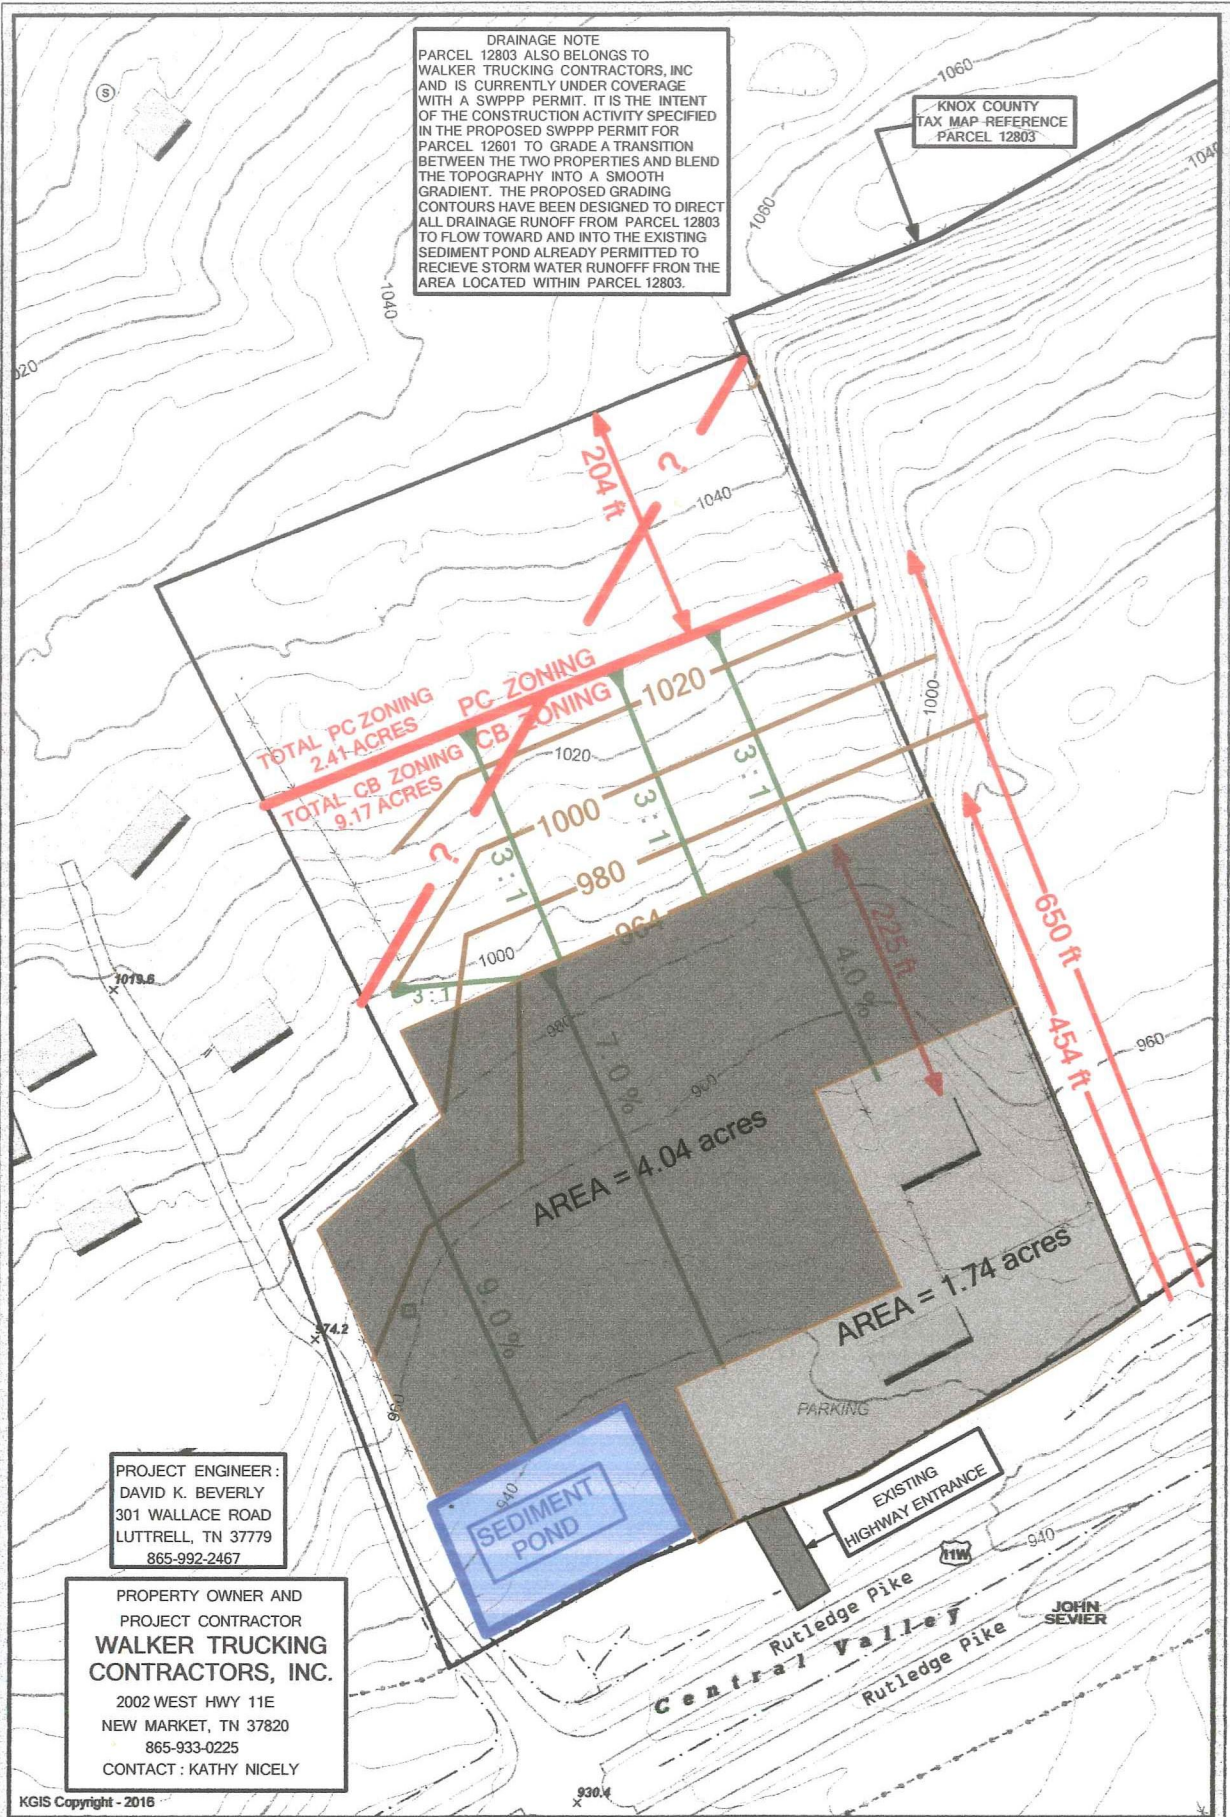 DRAINAGE NOTE
PARCEL 12803 ALSO BELONGS TO
WALKER TRUCKING CONTRACTORS, INC
AND IS CURRENTLY UNDER COVERAGE
WITH A SWPPP PERMIT. IT IS THE INTENT
OF THE CONSTRUCTION ACTIVITY SPECIFIED
IN THE PROPOSED SWPPP PERMIT FOR
PARCEL 12601 TO GRADE A TRANSITION
BETWEEN THE TWO PROPERTIES AND BLEND
THE TOPOGRAPHY INTO A SMOOTH
GRADIENT. THE PROPOSED GRADING
CONTOURS HAVE BEEN DESIGNED TO DIRECT
ALL DRAINAGE RUNOFF FROM PARCEL 12803
TO FLOW TOWARD AND INTO THE EXISTING
SEDIMENT POND ALREADY PERMITTED TO
RECIEVE STORM WATER RUNOFFF FRON THE
AREA LOCATED WITHIN PARCEL 12803.
S
1060
KNOX COUNTY
TAX MAP REFERENCE
PARCEL 12803
1040
1060
1040
1020
204 ft
?
1040
PC ZONING
CB ZONING
TOTAL PC ZONING
2.41 ACRES
TOTAL CB ZONING
9.17 ACRES
1020
1020
1000
3:1
3:1
3:1
1000
980
?
964
1000
3:1
1019.6
225 ft
650 ft
454 ft
4.0 %
7.0 %
980
960
960
AREA = 4.04 acres
AREA = 1.74 acres
9.0 %
974.2
960
PARKING
940
SEDIMENT
POND
EXISTING
HIGHWAY ENTRANCE
11W
940
Rutledge Pike
JOHN
SEVIER
Central Valley
Rutledge Pike
PROJECT ENGINEER:
DAVID K. BEVERLY
301 WALLACE ROAD
LUTTRELL, TN 37779
865-992-2467
PROPERTY OWNER AND
PROJECT CONTRACTOR
WALKER TRUCKING
CONTRACTORS, INC.
2002 WEST HWY 11E
NEW MARKET, TN 37820
865-933-0225
CONTACT : KATHY NICELY
930.4
KGIS Copyright - 2016